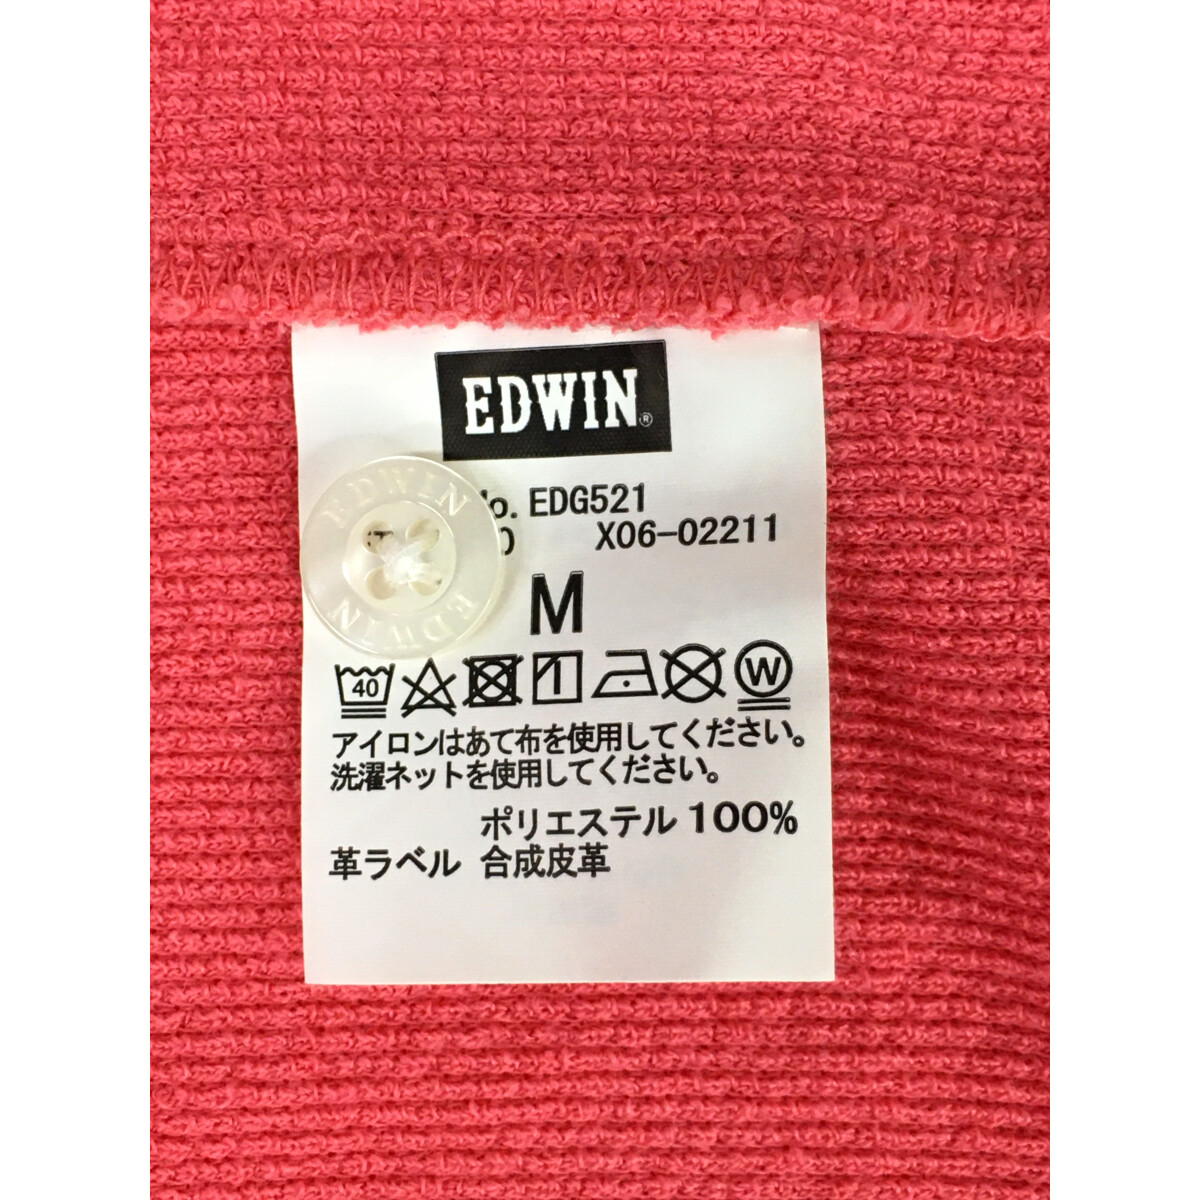 EDWIN®
EDG521
X06-02211
EDWIN
EDWIN
M
40 W
アイロンはあて布を使用してください。
洗濯ネットを使用してください。
ポリエステル 100%
革ラベル 合成皮革